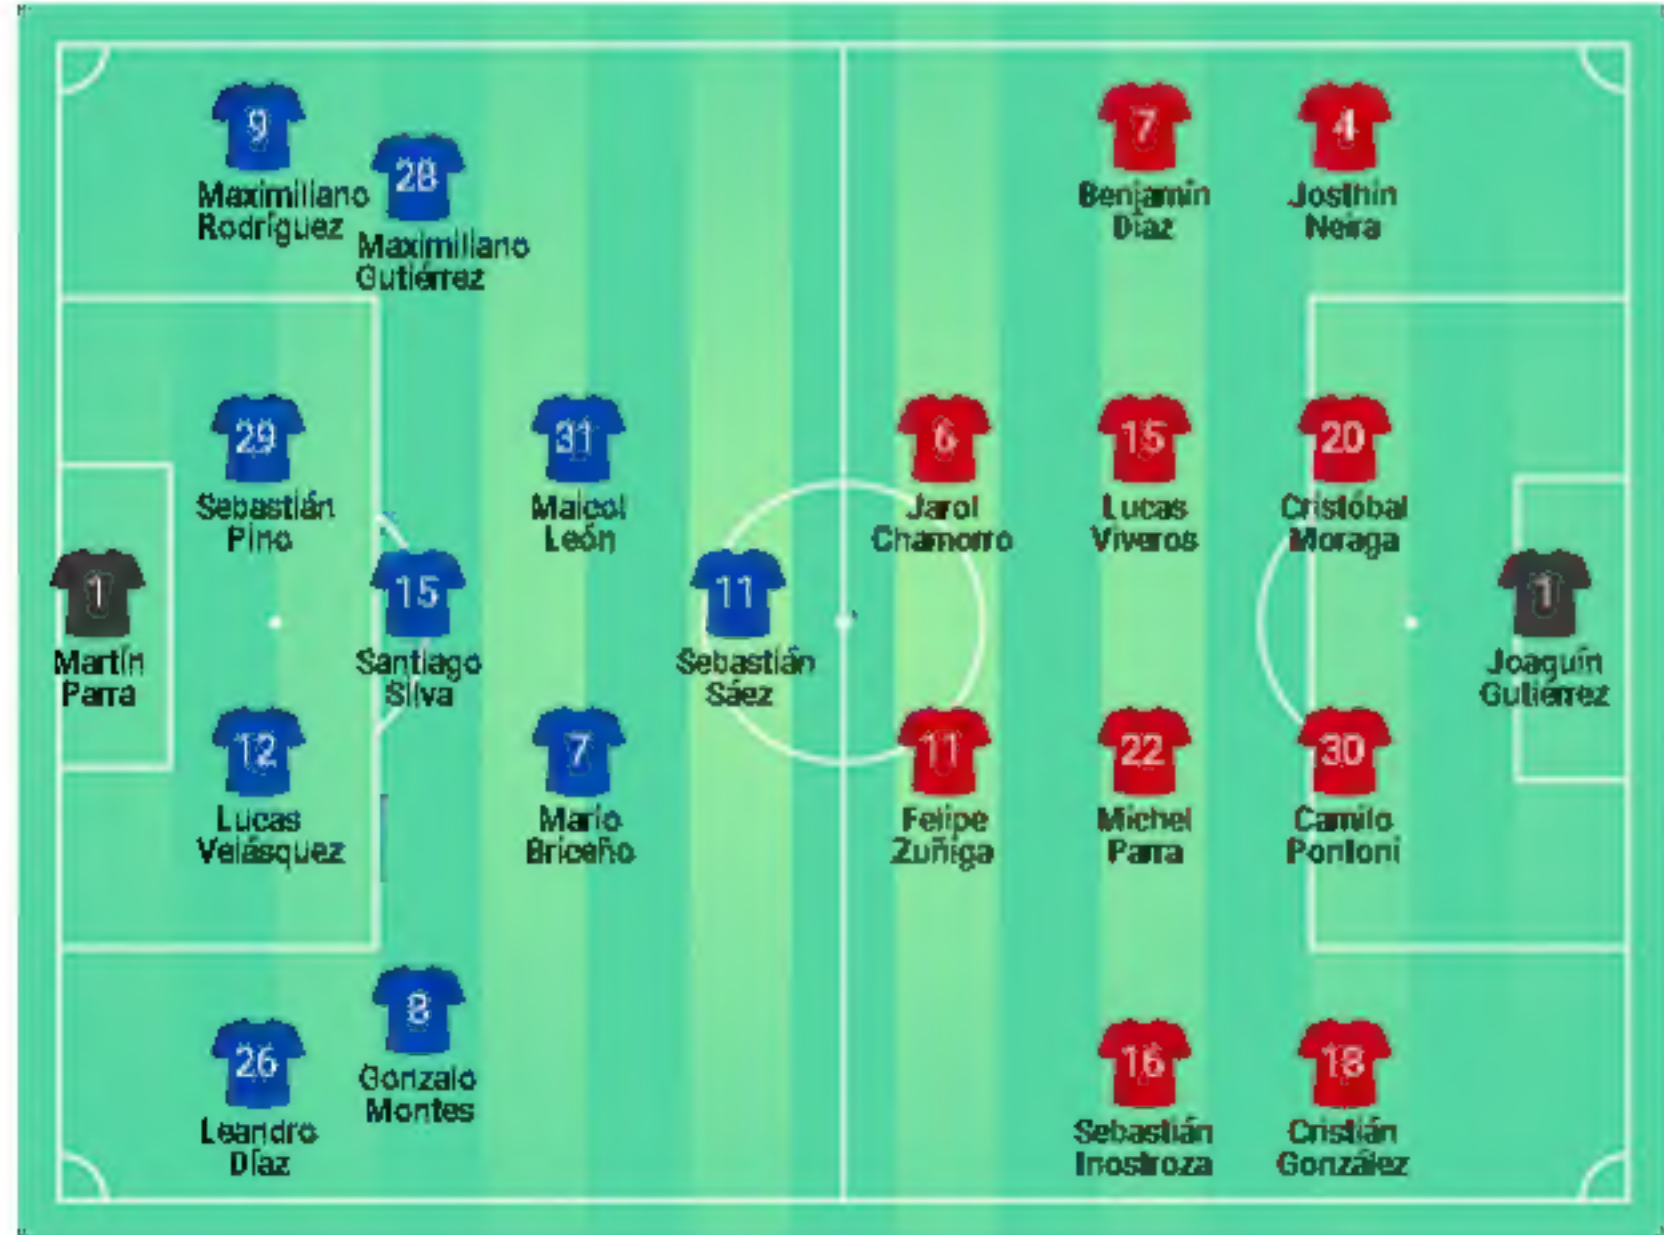 9
Maximiliano
Rodríguez
28
Maximiliano
Gutiérrez
7
Benjamín
Díaz
4
Josthin
Neira
29
Sebastián
Pino
31
Maicol
León
6
Jarol
Chamorro
15
Lucas
Viveros
20
Cristóbal
Moraga
1
Martín
Parra
15
Santiago
Silva
11
Sebastián
Sáez
1
Joaquín
Gutiérrez
12
Lucas
Velásquez
7
Mario
Briceño
11
Felipe
Zuñiga
22
Michel
Parra
30
Camilo
Pontoni
26
Leandro
Díaz
8
Gonzalo
Montes
16
Sebastián
Inostroza
18
Cristián
González